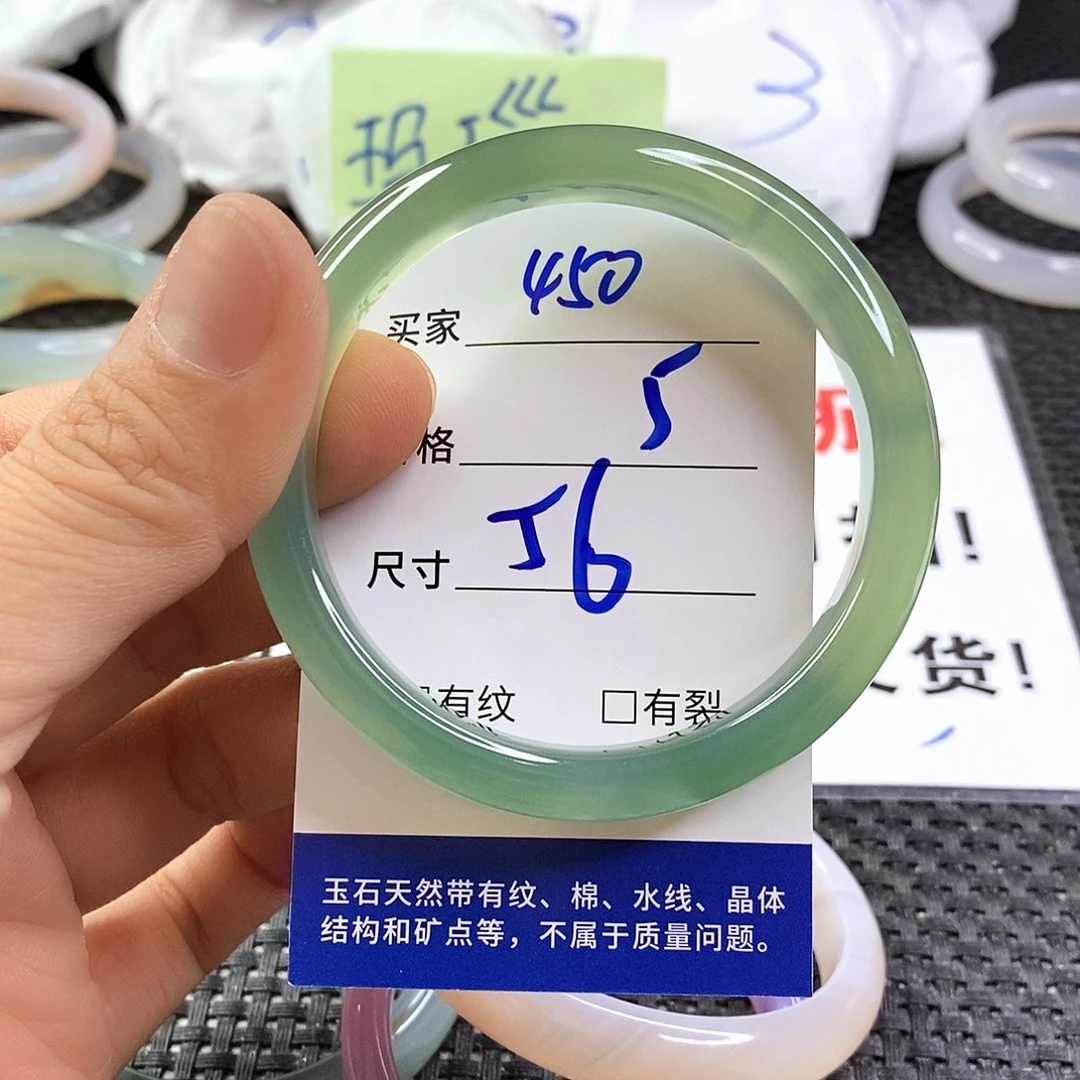 3
450
买家
5
格
尺寸 56
有纹 □有裂
货!
玉石天然带有纹、棉、水线、晶体
结构和矿点等，不属于质量问题。